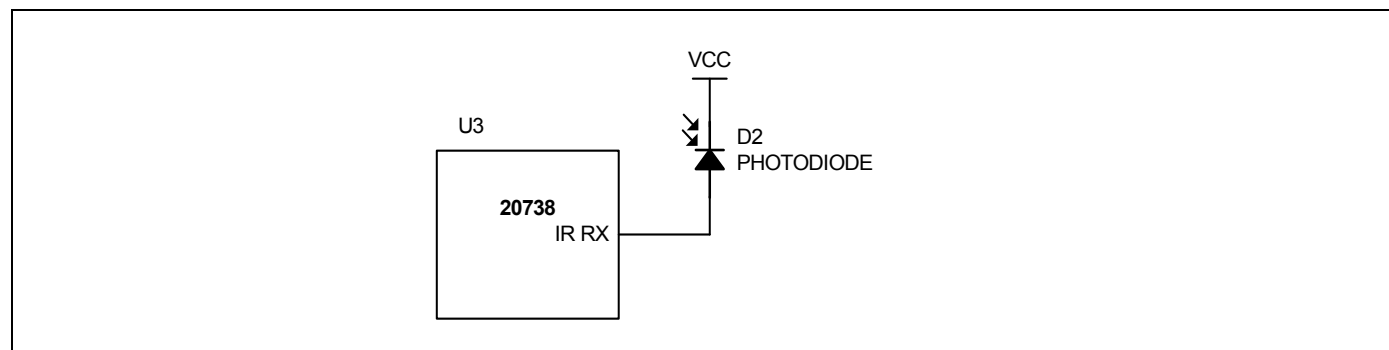 VCC
U3
D2
PHOTODIODE
20738
IR RX